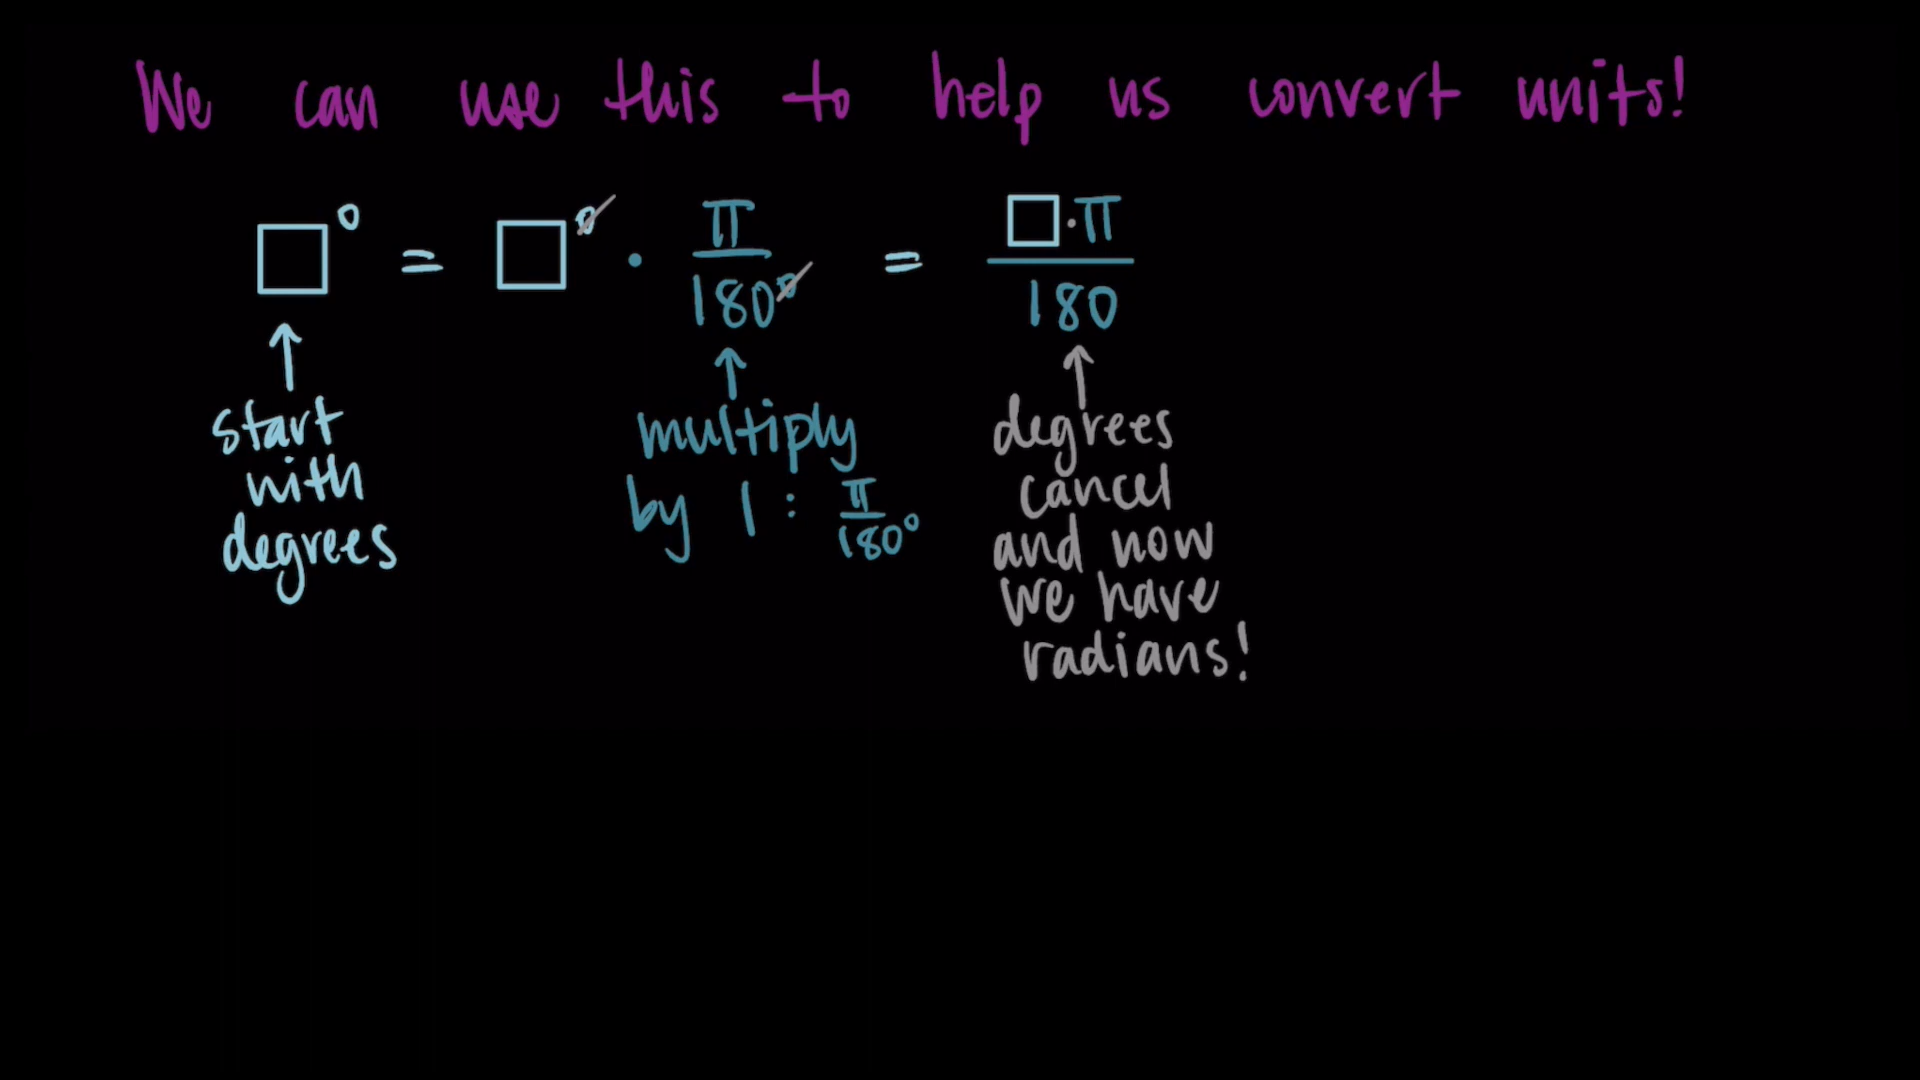 We can use this to help us convert units!
□° = □° · π/180° = □·π/180
start
with
degrees
multiply
by 1 : π/180°
degrees
cancel
and now
we have
radians!